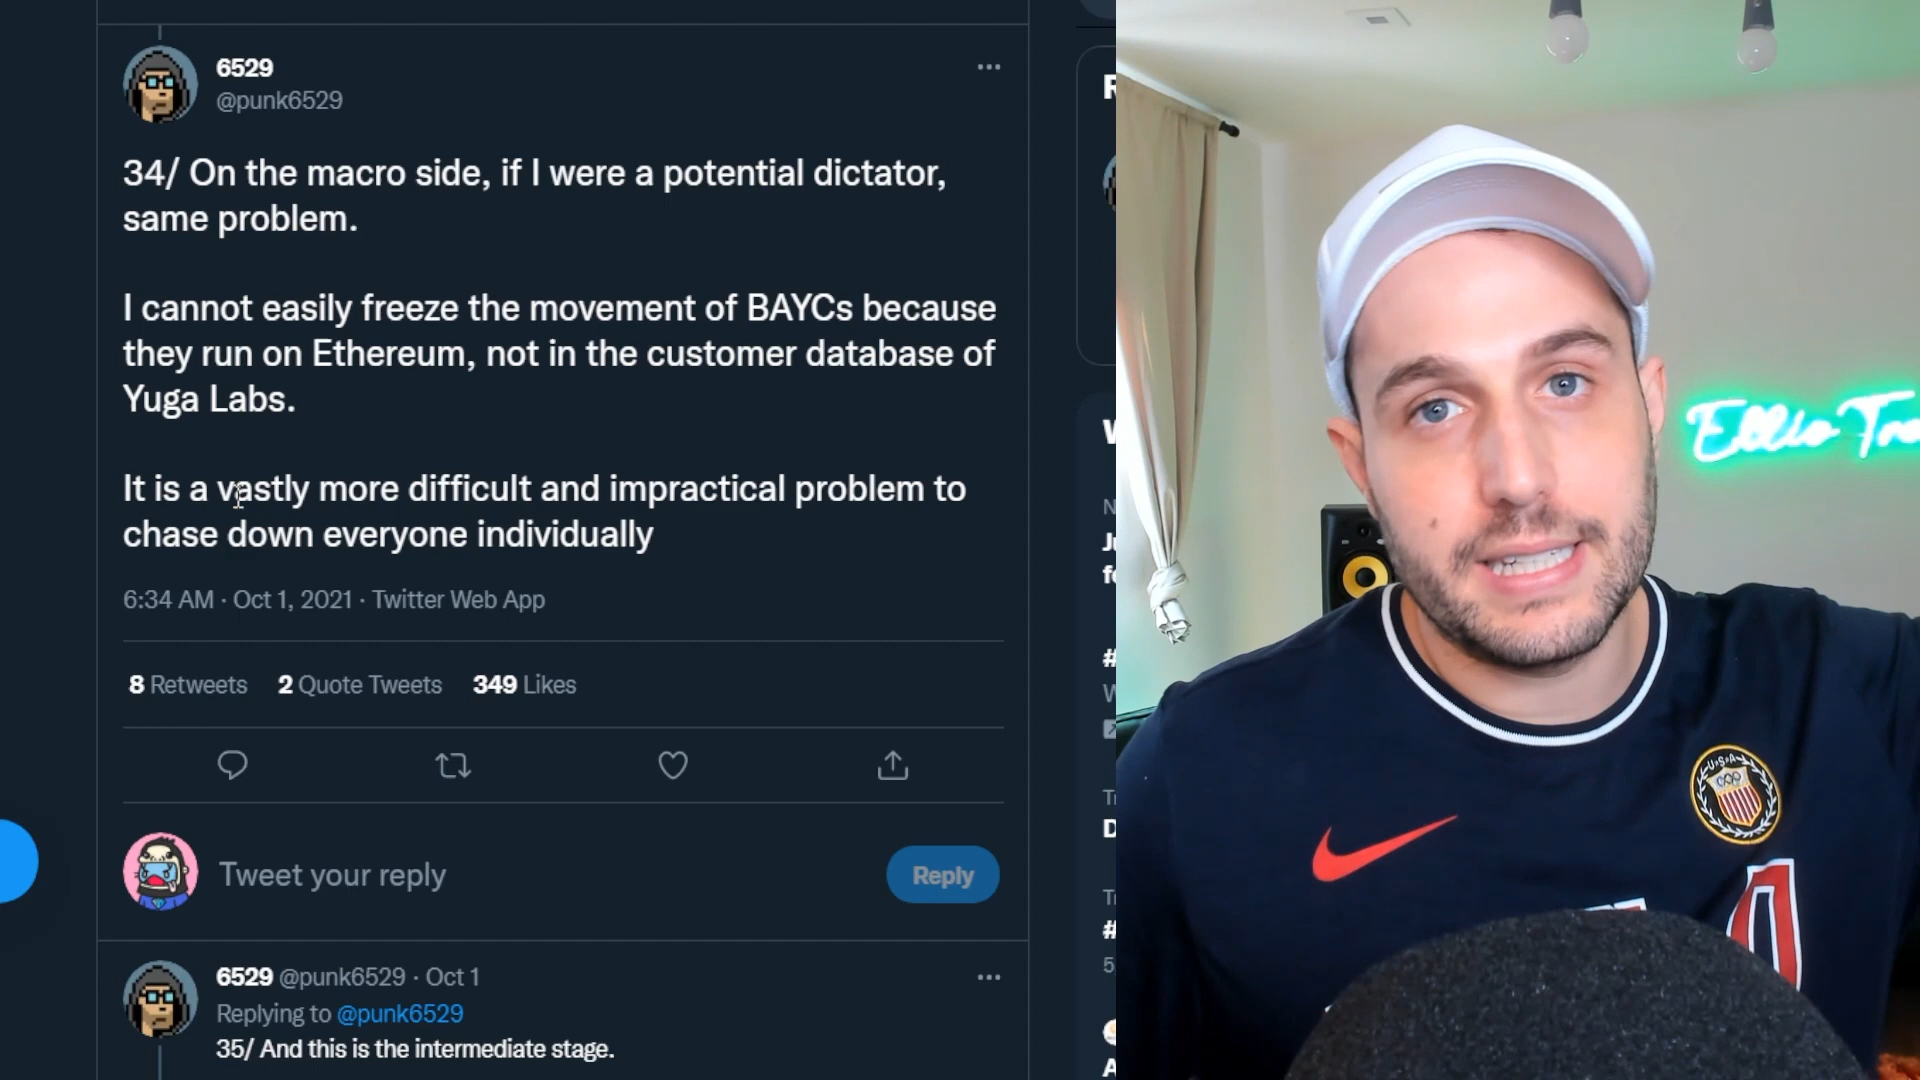 6529
@punk6529
34/ On the macro side, if I were a potential dictator,
same problem.
I cannot easily freeze the movement of BAYCs because
they run on Ethereum, not in the customer database of
Yuga Labs.
It is a vastly more difficult and impractical problem to
chase down everyone individually
6:34 AM · Oct 1, 2021 · Twitter Web App
8 Retweets 2 Quote Tweets 349 Likes
Tweet your reply
Reply
6529 @punk6529 · Oct 1
Replying to @punk6529
35/ And this is the intermediate stage.
Ellio Tra
USA